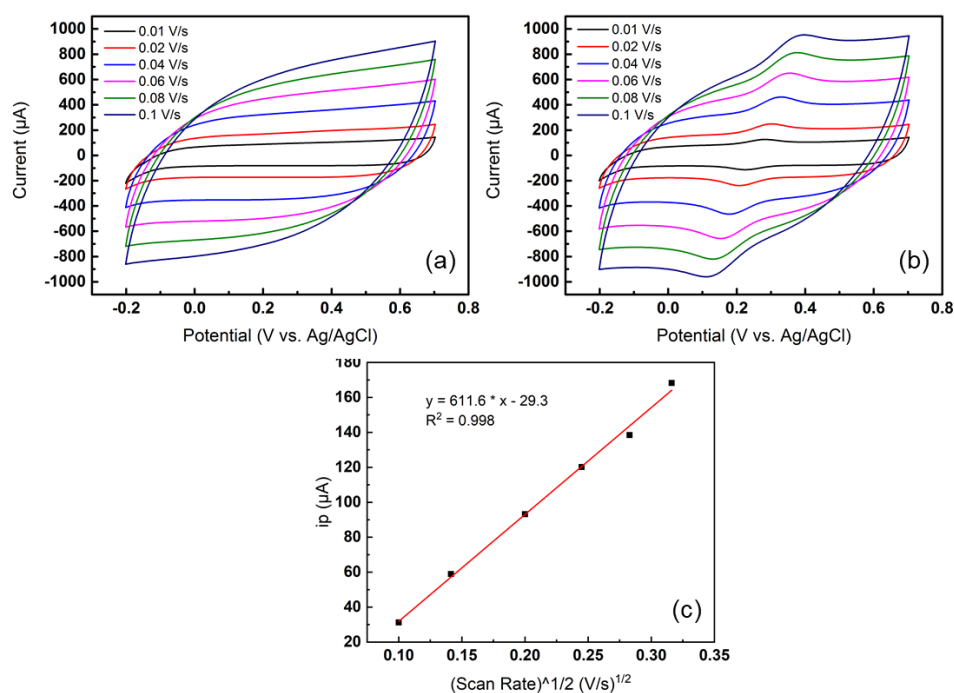 1000
800
600
400
200
0
-200
-400
-600
-800
-1000
Current (µA)
0.01 V/s
0.02 V/s
0.04 V/s
0.06 V/s
0.08 V/s
0.1 V/s
(a)
-0.2 0.0 0.2 0.4 0.6 0.8
Potential (V vs. Ag/AgCl)
1000
800
600
400
200
0
-200
-400
-600
-800
-1000
Current (µA)
0.01 V/s
0.02 V/s
0.04 V/s
0.06 V/s
0.08 V/s
0.1 V/s
(b)
-0.2 0.0 0.2 0.4 0.6 0.8
Potential (V vs. Ag/AgCl)
180
160
140
120
100
80
60
40
20
ip (µA)
y = 611.6 * x - 29.3
R² = 0.998
(c)
0.10 0.15 0.20 0.25 0.30 0.35
(Scan Rate)^1/2 (V/s)^1/2